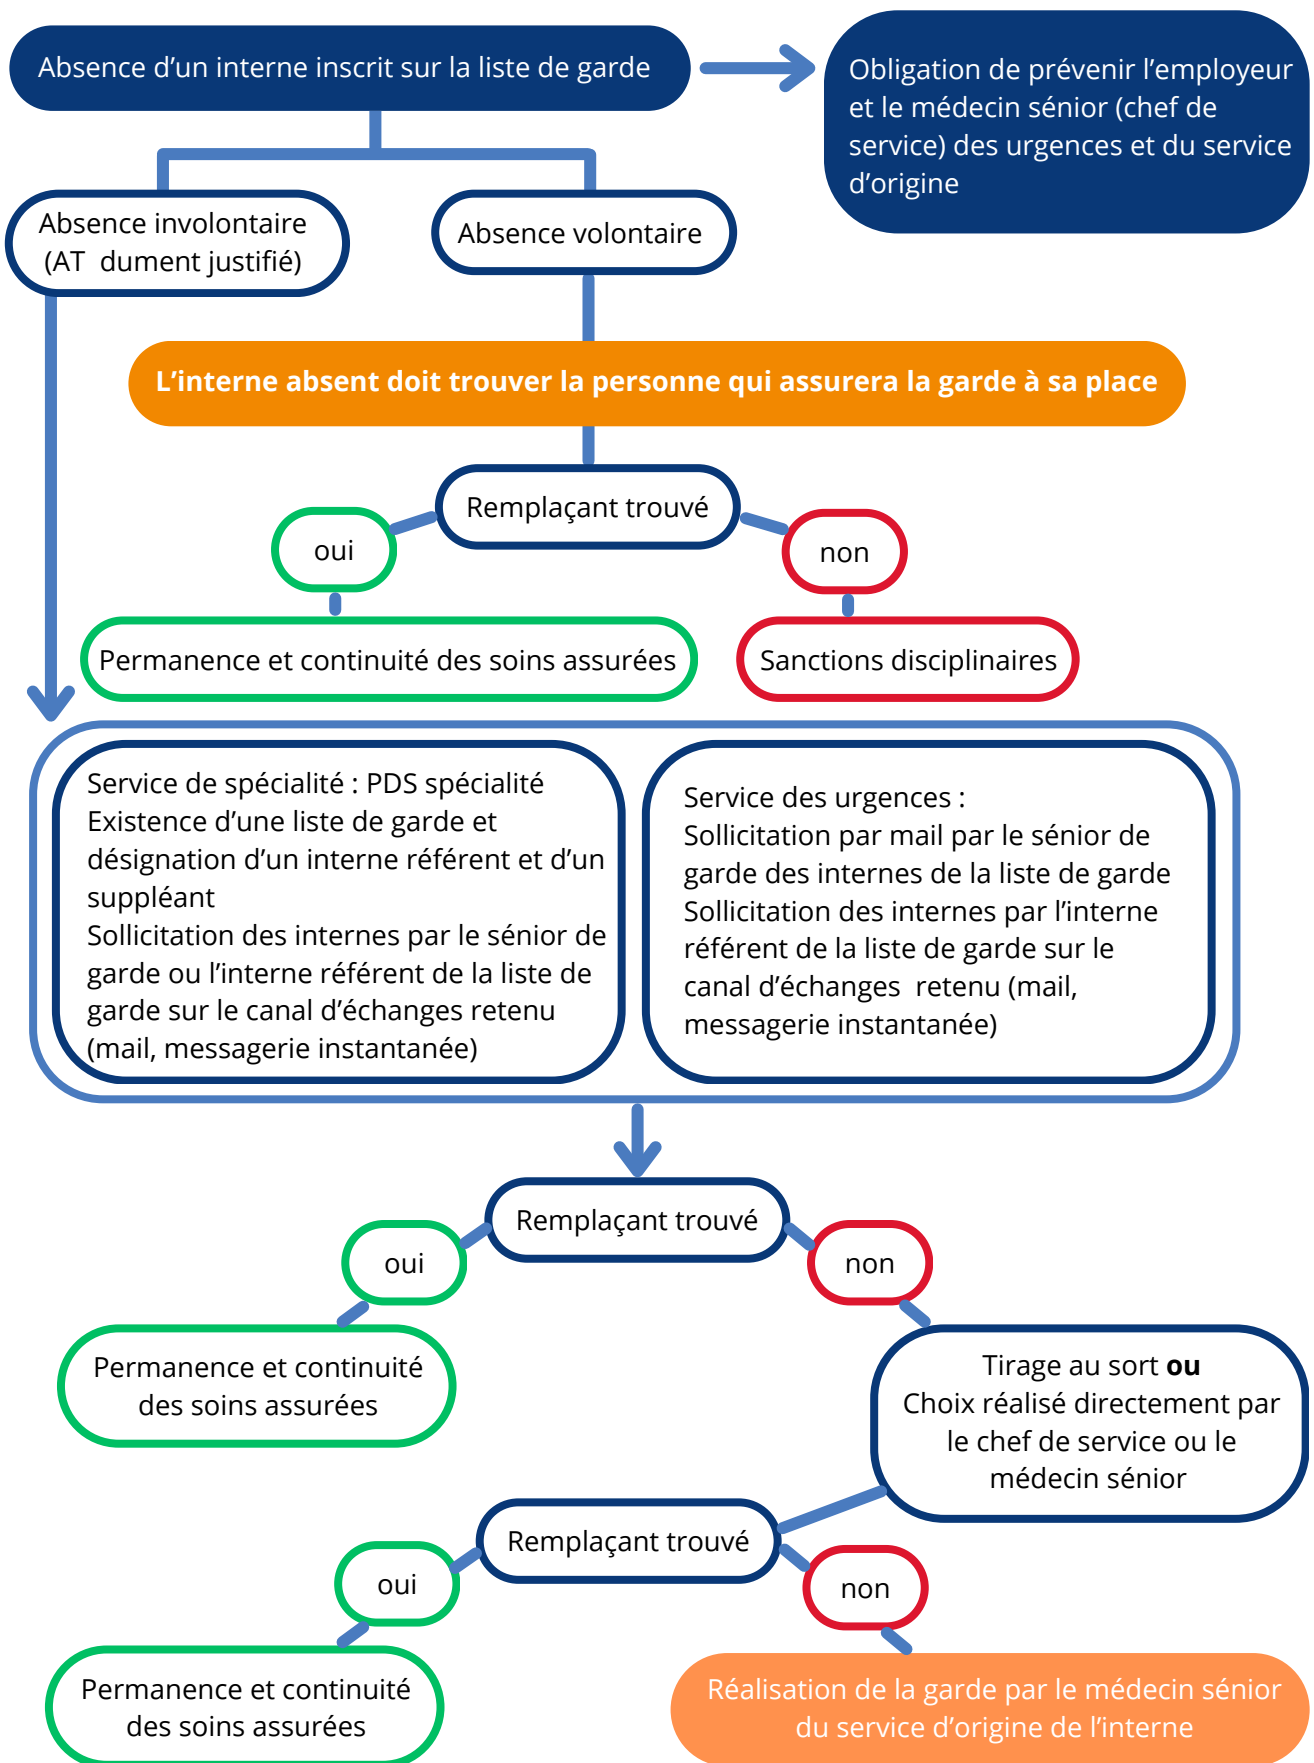 Absence d'un interne inscrit sur la liste de garde
Obligation de prévenir l'employeur
et le médecin sénior (chef de
service) des urgences et du service
d'origine
Absence involontaire
(AT  dument justifié)
Absence volontaire
L'interne absent doit trouver la personne qui assurera la garde à sa place
Remplaçant trouvé
oui
non
Permanence et continuité des soins assurées
Sanctions disciplinaires
Service de spécialité : PDS spécialité
Existence d'une liste de garde et
désignation d'un interne référent et d'un
suppléant
Sollicitation des internes par le sénior de
garde ou l'interne référent de la liste de
garde sur le canal d'échanges retenu
(mail, messagerie instantanée)
Service des urgences :
Sollicitation par mail par le sénior de
garde des internes de la liste de garde
Sollicitation des internes par l'interne
référent de la liste de garde sur le
canal d'échanges  retenu (mail,
messagerie instantanée)
Remplaçant trouvé
oui
non
Permanence et continuité
des soins assurées
Tirage au sort ou
Choix réalisé directement par
le chef de service ou le
médecin sénior
Remplaçant trouvé
oui
non
Permanence et continuité
des soins assurées
Réalisation de la garde par le médecin sénior
du service d'origine de l'interne